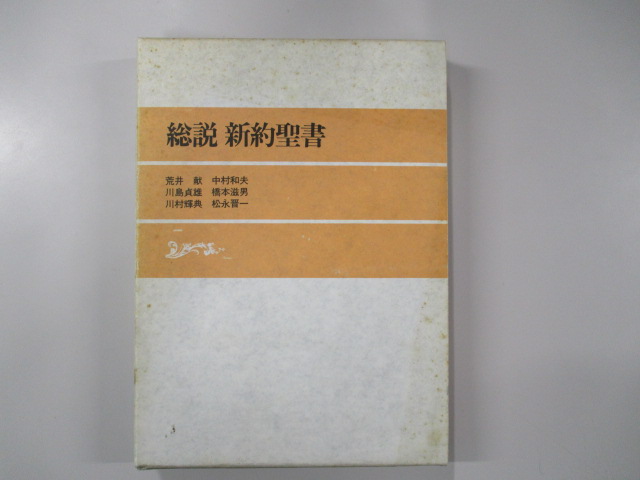 総説 新約聖書
荒井 献 中村和夫
川島貞雄 橋本滋男
川村輝典 松永晋一